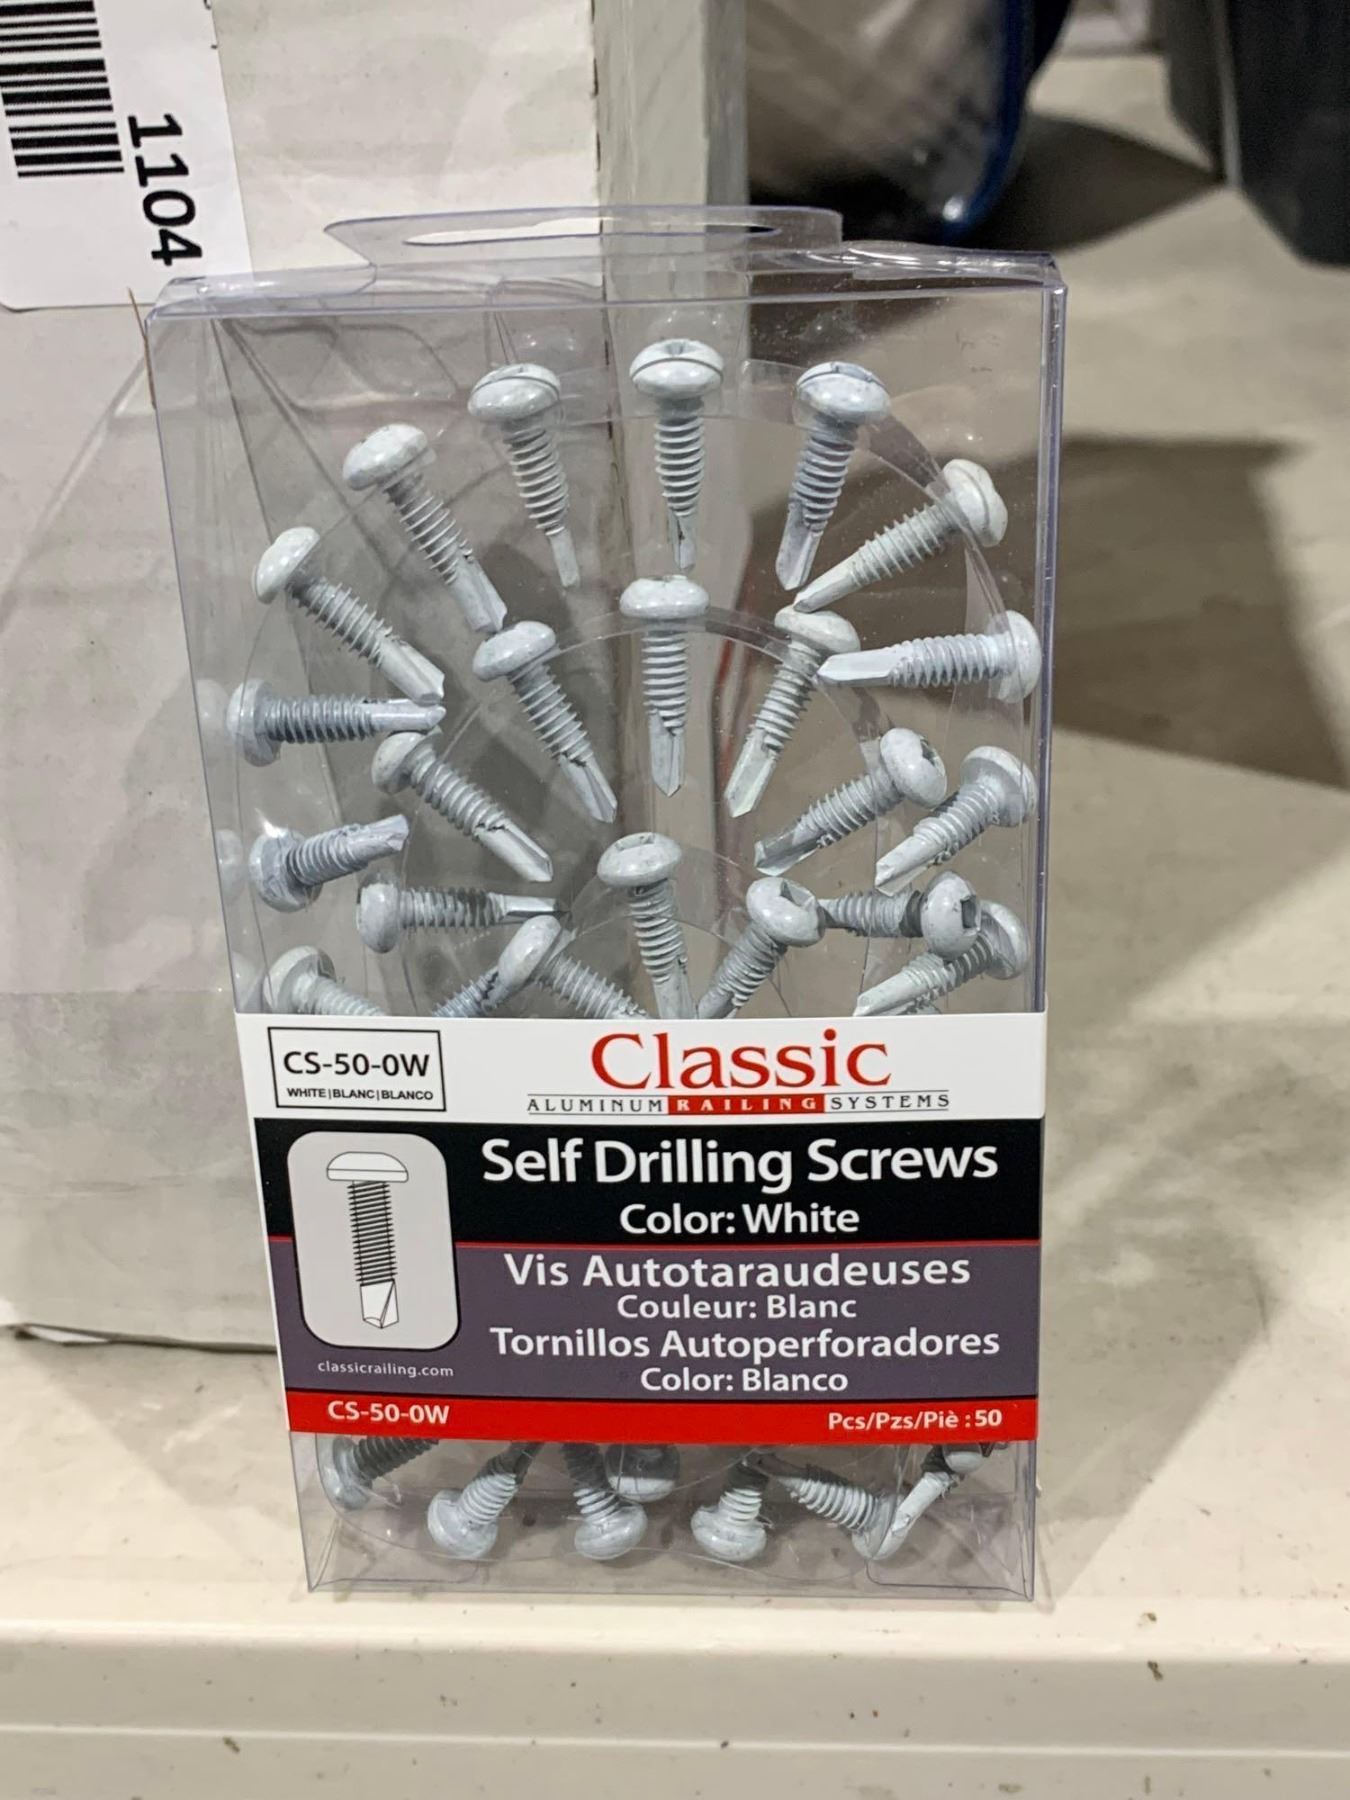 1104
CS-50-0W
WHITE|BLANC|BLANCO
Classic
ALUMINUM RAILING SYSTEMS
Self Drilling Screws
Color: White
Vis Autotaraudeuses
Couleur: Blanc
Tornillos Autoperforadores
Color: Blanco
classicrailing.com
CS-50-0W
Pcs/Pzs/Piè : 50